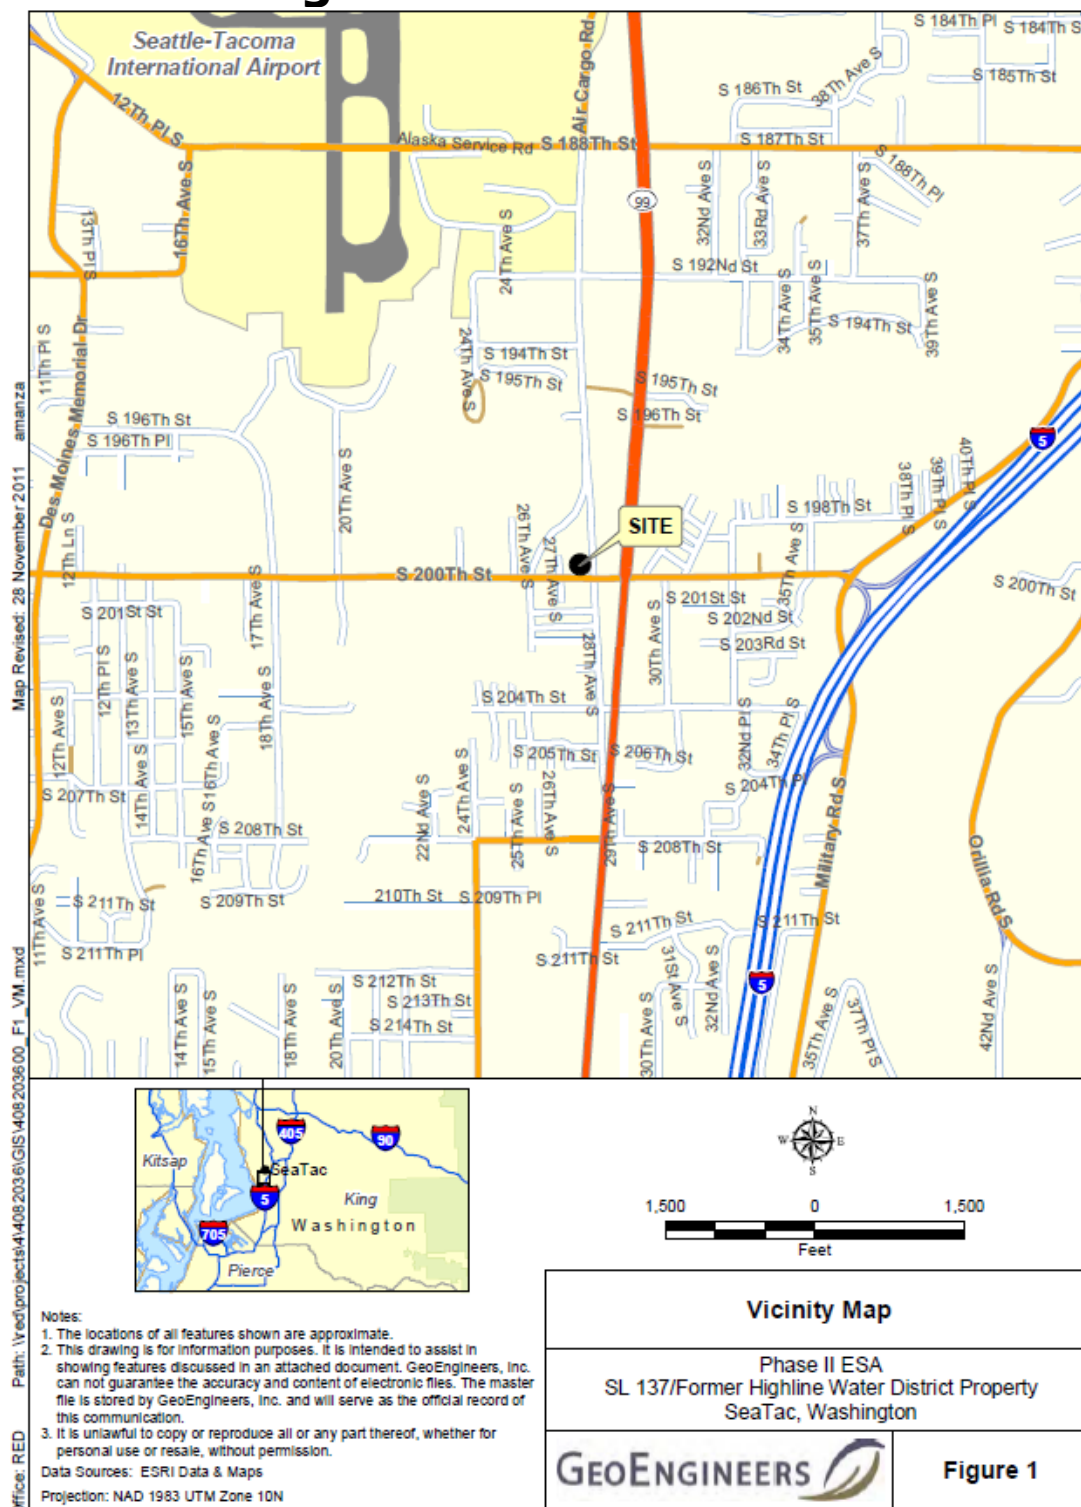 Seattle-Tacoma
International Airport
Air Cargo Rd
S 184Th Pl
S 184Th S
S 185Th St
S 186Th St
38Th Ave S
S 187Th St
12Th Pl S
Alaska Service Rd
S 188Th St
S 188Th Pl
16Th Ave S
13Th Pl S
99
32Nd Ave S
33Rd Ave S
37Th Ave S
24Th Ave S
S 192Nd St
34Th Ave S
35Th Ave S
39Th Ave S
S 194Th St
11Th Pl S
Des Moines Memorial Dr
24Th Ave S
S 194Th St
S 195Th St
S 195Th St
S 196Th St
S 196Th St
S 196Th Pl
5
20Th Ave S
38Th Pl S
39Th Pl S
40Th Pl S
S 198Th St
12Th Ln S
26Th Ave S
27Th Ave S
SITE
35Th Ave S
S 200Th St
S 200Th St
17Th Ave S
S 201St St
S 201St St
S 202Nd St
S 203Rd St
28Th Ave S
30Th Ave S
12Th Pl S
13Th Ave S
15Th Ave S
18Th Ave S
S 204Th St
32Nd Pl S
34Th Pl S
12Th Ave S
14Th Ave S
16Th Ave S
S 205Th St
S 206Th St
S 204Th Pl
S 207Th St
16Th Ave S
S 208Th St
22Nd Ave S
24Th Ave S
25Th Ave S
26Th Ave S
29Th Ave S
S 208Th St
Military Rd S
Orillia Rd S
11Th Ave S
S 211Th St
S 209Th St
210Th St
S 209Th Pl
S 211Th St
S 211Th St
S 211Th Pl
S 211Th St
31St Ave S
32Nd Ave S
5
S 212Th St
S 213Th St
S 214Th St
14Th Ave S
15Th Ave S
18Th Ave S
20Th Ave S
30Th Ave S
35Th Ave S
37Th Pl S
42Nd Ave S
Map Revised: 28 November 2011 amanza
Path: \\red\projects\4\4082036\GIS\408203600_F1_VM.mxd
ffice: RED
Kitsap
405
90
SeaTac
5
King
Washington
705
Pierce
N
W E
S
1,500 0 1,500
Feet
Notes:
1. The locations of all features shown are approximate.
2. This drawing is for information purposes. It is intended to assist in
showing features discussed in an attached document. GeoEngineers, Inc.
can not guarantee the accuracy and content of electronic files. The master
file is stored by GeoEngineers, Inc. and will serve as the official record of
this communication.
3. It is unlawful to copy or reproduce all or any part thereof, whether for
personal use or resale, without permission.
Data Sources: ESRI Data & Maps
Projection: NAD 1983 UTM Zone 10N
Vicinity Map
Phase II ESA
SL 137/Former Highline Water District Property
SeaTac, Washington
GEOENGINEERS
Figure 1